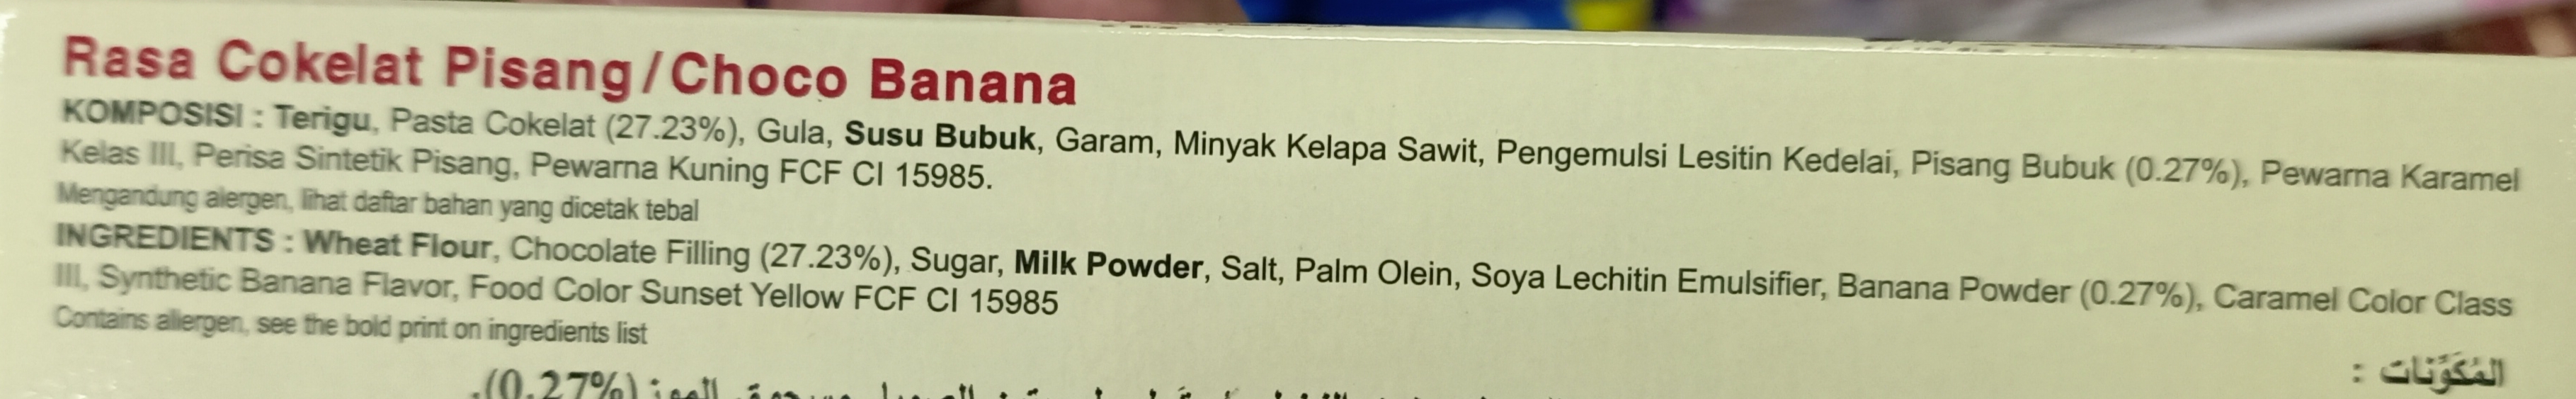 Rasa Cokelat Pisang/Choco Banana
KOMPOSISI : Terigu, Pasta Cokelat (27.23%), Gula, Susu Bubuk, Garam, Minyak Kelapa Sawit, Pengemulsi Lesitin Kedelai, Pisang Bubuk (0.27%), Pewarna Karamel
Kelas III, Perisa Sintetik Pisang, Pewarna Kuning FCF CI 15985.
Mengandung alergen, lihat daftar bahan yang dicetak tebal
INGREDIENTS : Wheat Flour, Chocolate Filling (27.23%), Sugar, Milk Powder, Salt, Palm Olein, Soya Lechitin Emulsifier, Banana Powder (0.27%), Caramel Color Class
III, Synthetic Banana Flavor, Food Color Sunset Yellow FCF CI 15985
Contains allergen, see the bold print on ingredients list
المُكَوِّنات :
(0.27%).